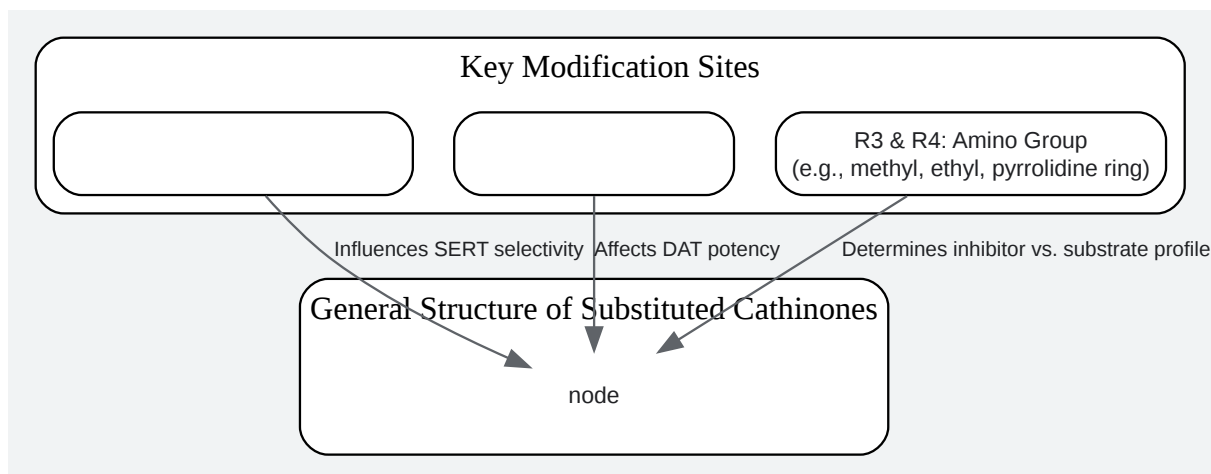 Key Modification Sites
R3 & R4: Amino Group
(e.g., methyl, ethyl, pyrrolidine ring)
Influences SERT selectivity
Affects DAT potency
Determines inhibitor vs. substrate profile
General Structure of Substituted Cathinones
node